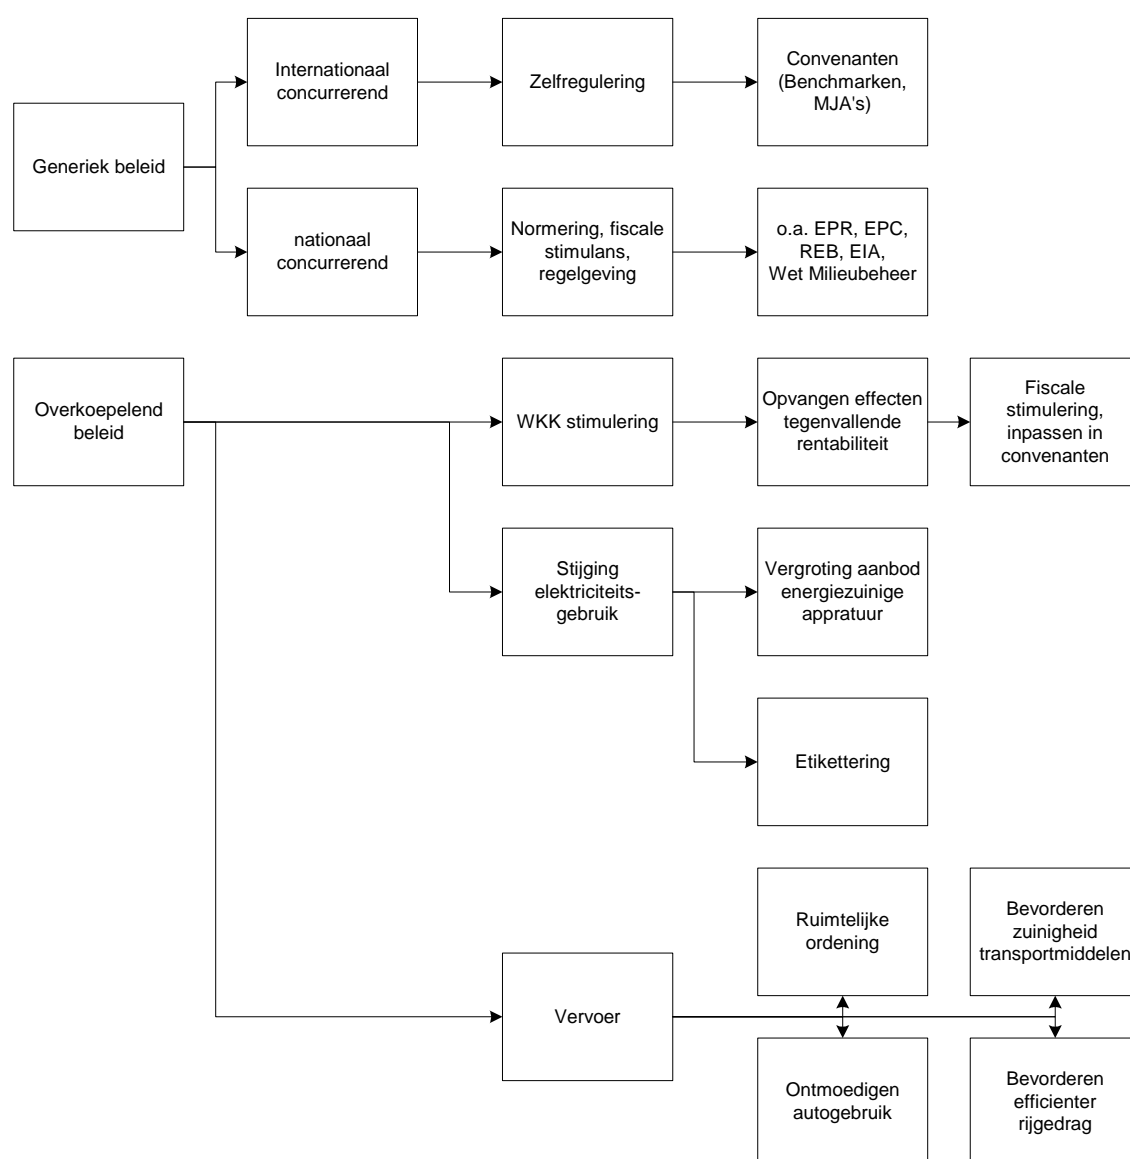 Internationaal
concurrerend
Zelfregulering
Convenanten
(Benchmarken,
MJA's)
Generiek beleid
nationaal
concurrerend
Normering, fiscale
stimulans,
regelgeving
o.a. EPR, EPC,
REB, EIA,
Wet Milieubeheer
Overkoepelend
beleid
WKK stimulering
Opvangen effecten
tegenvallende
rentabiliteit
Fiscale
stimulering,
inpassen in
convenanten
Stijging
elektriciteits-
gebruik
Vergroting aanbod
energiezuinige
appratuur
Etikettering
Ruimtelijke
ordening
Bevorderen
zuinigheid
transportmiddelen
Vervoer
Ontmoedigen
autogebruik
Bevorderen
efficienter
rijgedrag